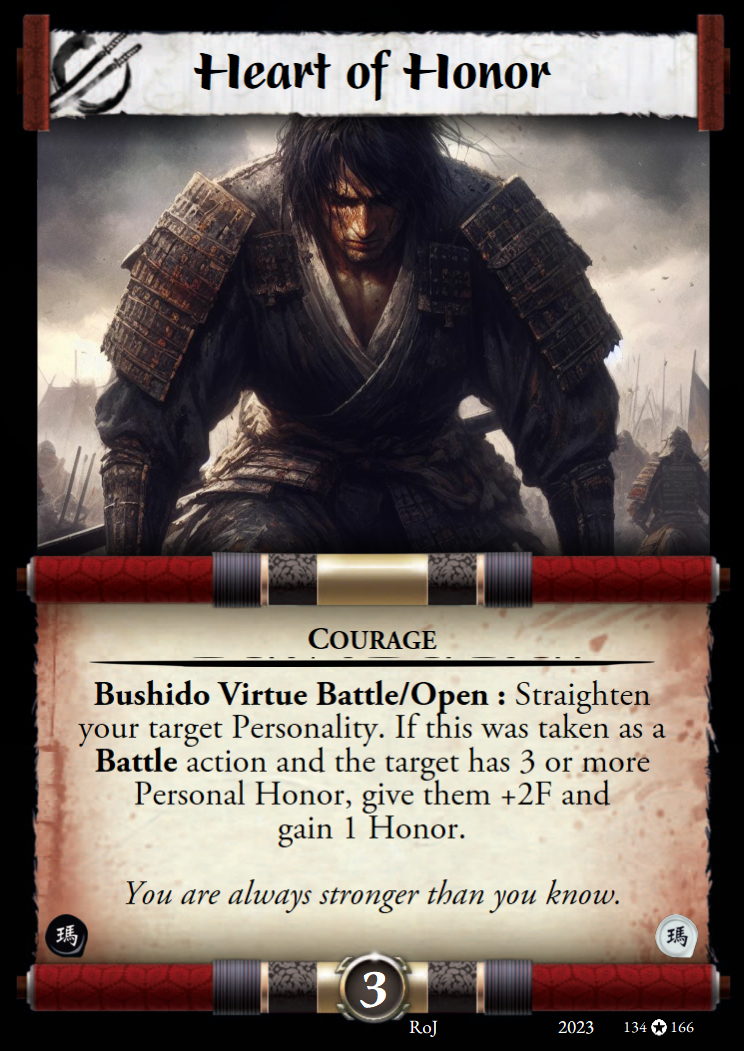 Heart of Honor
COURAGE
Bushido Virtue Battle/Open : Straighten
your target Personality. If this was taken as a
Battle action and the target has 3 or more
Personal Honor, give them +2F and
gain 1 Honor.
You are always stronger than you know.
瑪 瑪
3
RoJ 2023 134 166